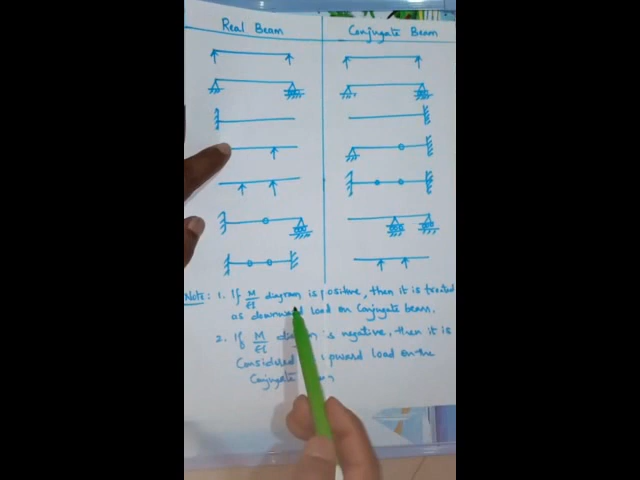 Real Beam
Conjugate Beam
Note: 1. If M/EI diagram is positive, then it is treated
as downward load on Conjugate beam.
2. If M/EI is negative, then it is
Considered upward load on the
Conjugate